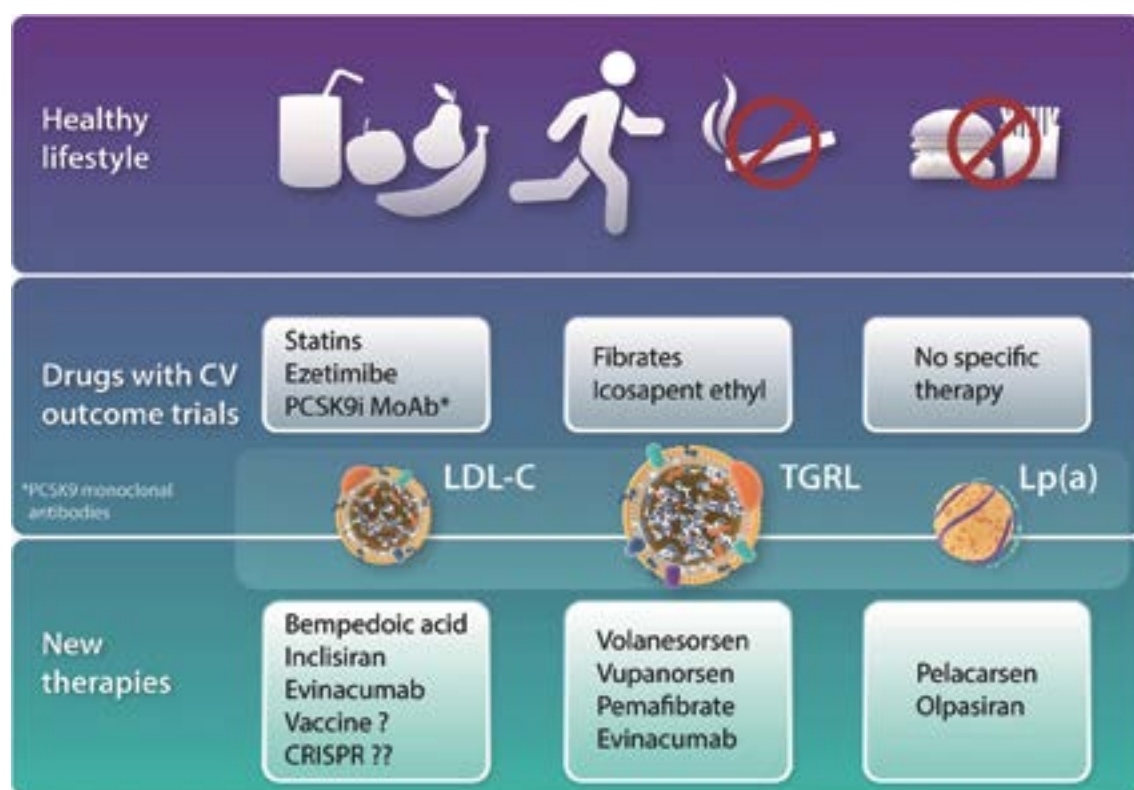 Healthy
lifestyle
Drugs with CV
outcome trials
*PCSK9 monoclonal
antibodies
Statins
Ezetimibe
PCSK9i MoAb*
Fibrates
Icosapent ethyl
No specific
therapy
LDL-C
TGRL
Lp(a)
New
therapies
Bempedoic acid
Inclisiran
Evinacumab
Vaccine ?
CRISPR ??
Volanesorsen
Vupanorsen
Pemafibrate
Evinacumab
Pelacarsen
Olpasiran